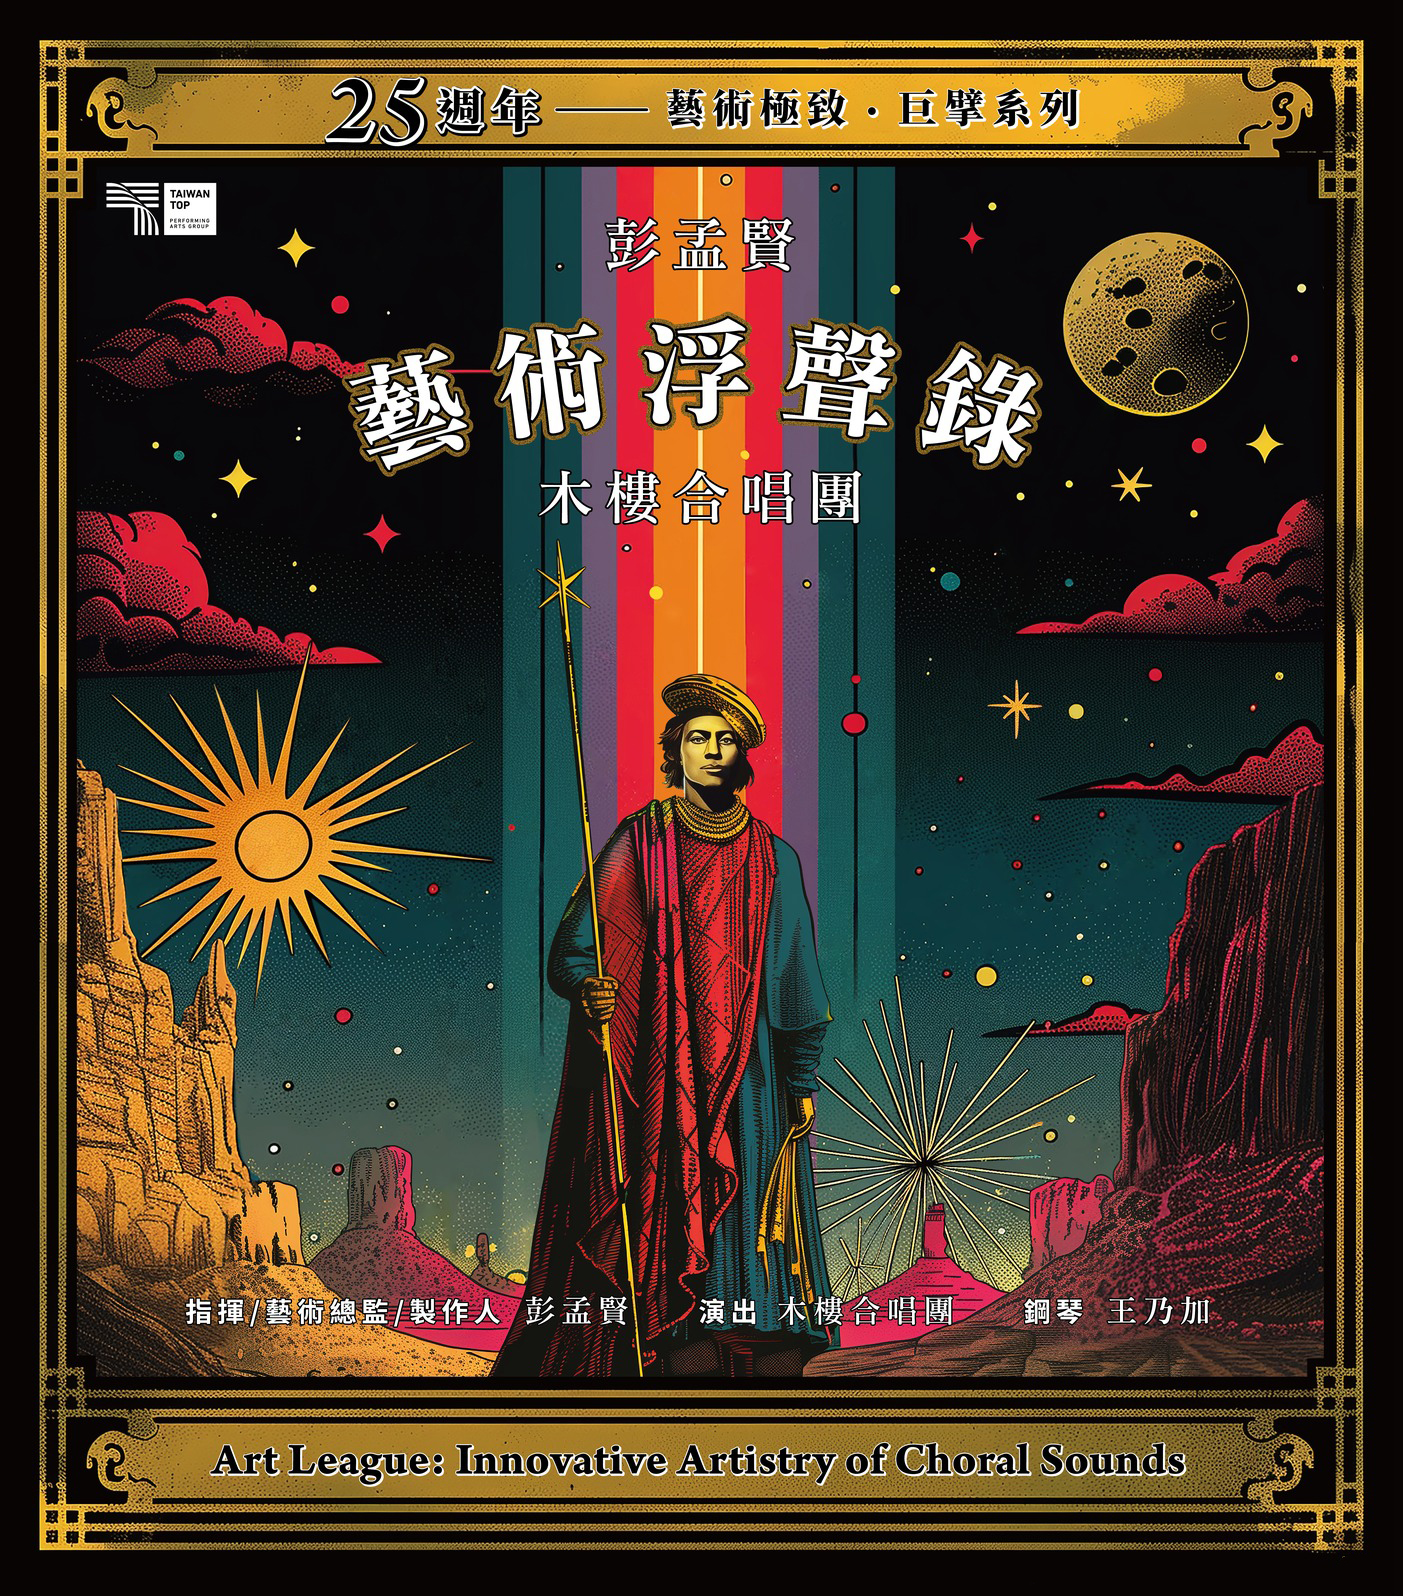 25週年 —— 藝術極致・巨擘系列
TAIWAN
TOP
PERFORMING
ARTS GROUP
彭孟賢
藝術浮聲錄
木樓合唱團
指揮/藝術總監/製作人 彭孟賢 演出 木樓合唱團 鋼琴 王乃加
Art League: Innovative Artistry of Choral Sounds